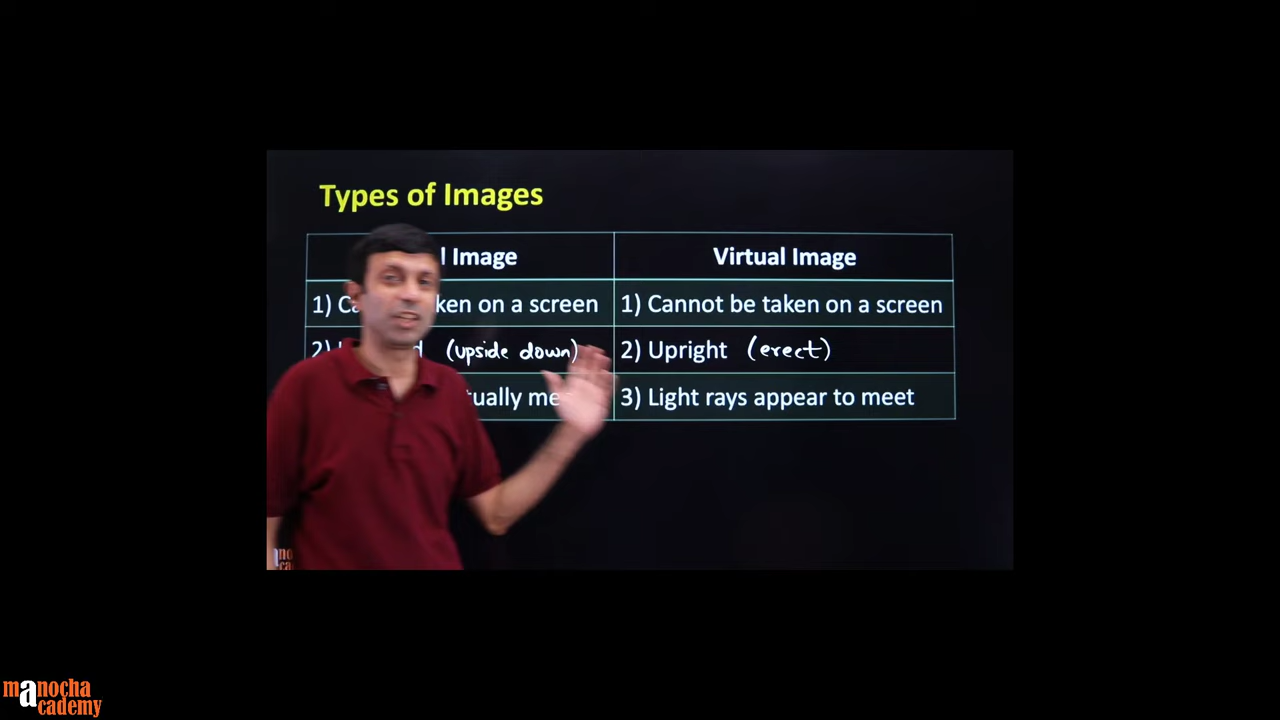 Types of Images
l Image
Virtual Image
1) Ca ken on a screen
1) Cannot be taken on a screen
2) (upside down)
2) Upright (erect)
tually me
3) Light rays appear to meet
manocha
academy